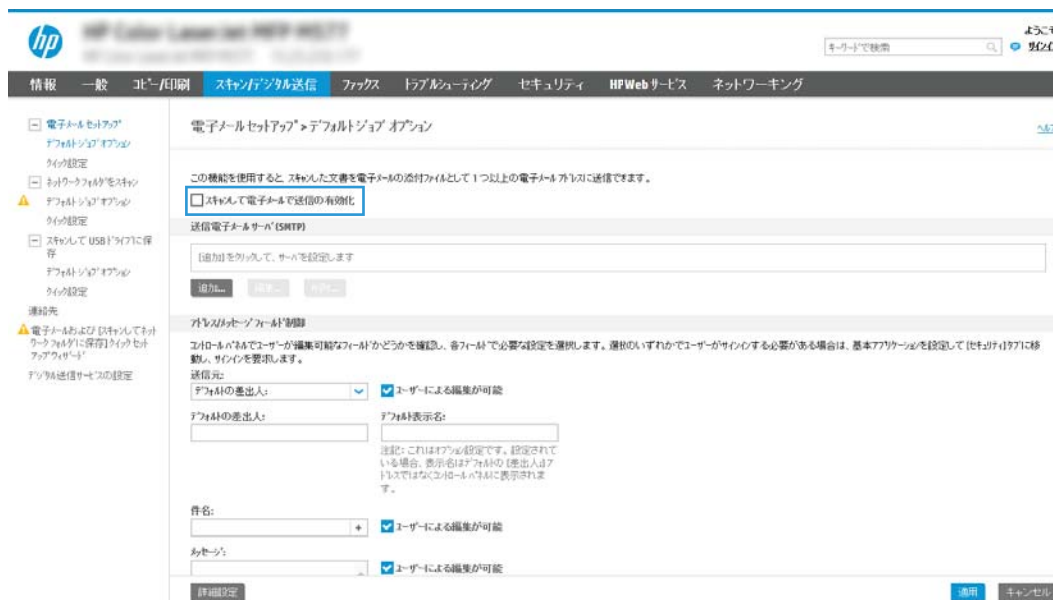 hp
ようこそ
キーワードで検索
サインイ
情報 一般 コピー/印刷 スキャン/デジタル送信 ファックス トラブルシューティング セキュリティ HP Web サービス ネットワーキング
電子メール セットアップ
デフォルト ジョブ オプション
クイック設定
ネットワーク フォルダをスキャン
デフォルト ジョブ オプション
クイック設定
スキャンして USB ドライブに保
存
デフォルト ジョブ オプション
クイック設定
連絡先
電子メールおよび [スキャンしてネット
ワーク フォルダに保存] クイック セット
アップ ウィザード
デジタル送信サービスの設定
電子メール セットアップ > デフォルト ジョブ オプション
ヘル
この機能を使用すると、スキャンした文書を電子メールの添付ファイルとして 1 つ以上の電子メール アドレスに送信できます。
スキャンして電子メールで送信の有効化
送信電子メール サーバ (SMTP)
[追加] をクリックして、サーバを設定します
追加...
編集...
削除...
アドレス/メッセージ フィールド制御
コントロール パネルでユーザーが編集可能なフィールドかどうかを確認し、各フィールドで必要な設定を選択します。選択のいずれかでユーザーがサインインする必要がある場合は、基本アプリケーションを設定して [セキュリティ] タブに移
動し、サインインを要求します。
送信元:
デフォルトの差出人:
ユーザーによる編集が可能
デフォルトの差出人: デフォルト表示名:
注記: これはオプション設定です。設定されて
いる場合、表示名はデフォルトの [差出人:] ア
ドレスではなくコントロール パネルに表示されま
す。
件名:
ユーザーによる編集が可能
メッセージ:
ユーザーによる編集が可能
詳細設定
適用
キャンセル